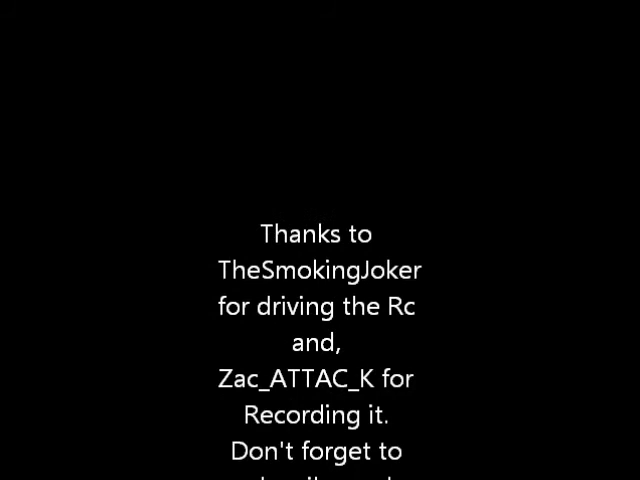 Thanks to
TheSmokingJoker
for driving the Rc
and,
Zac_ATTAC_K for
Recording it.
Don't forget to